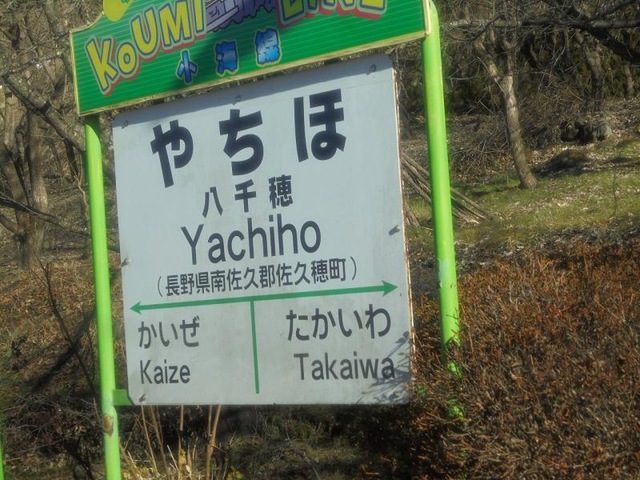 KOUMI LINE
小海線
やちほ
八千穂
Yachiho
(長野県南佐久郡佐久穂町)
かいぜ たかいわ
Kaize Takaiwa